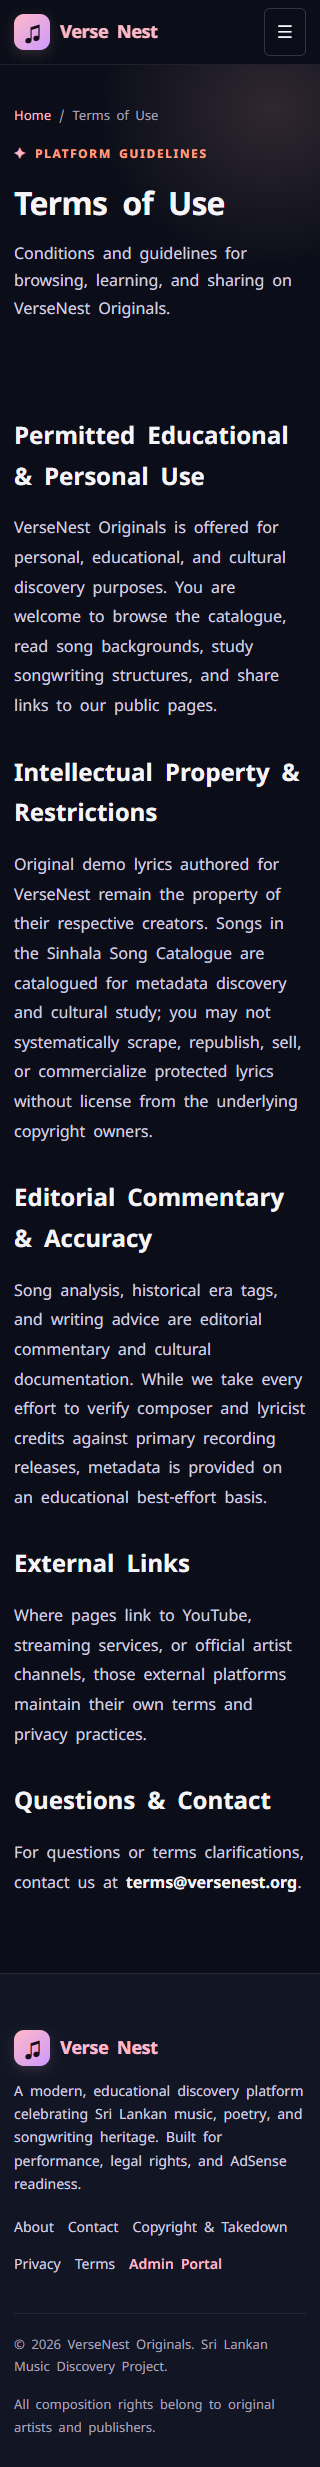 Verse Nest
Home / Terms of Use
PLATFORM GUIDELINES
Terms of Use
Conditions and guidelines for
browsing, learning, and sharing on
VerseNest Originals.
Permitted Educational
& Personal Use
VerseNest Originals is offered for
personal, educational, and cultural
discovery purposes. You are
welcome to browse the catalogue,
read song backgrounds, study
songwriting structures, and share
links to our public pages.
Intellectual Property &
Restrictions
Original demo lyrics authored for
VerseNest remain the property of
their respective creators. Songs in
the Sinhala Song Catalogue are
catalogued for metadata discovery
and cultural study; you may not
systematically scrape, republish, sell,
or commercialize protected lyrics
without license from the underlying
copyright owners.
Editorial Commentary
& Accuracy
Song analysis, historical era tags,
and writing advice are editorial
commentary and cultural
documentation. While we take every
effort to verify composer and lyricist
credits against primary recording
releases, metadata is provided on
an educational best-effort basis.
External Links
Where pages link to YouTube,
streaming services, or official artist
channels, those external platforms
maintain their own terms and
privacy practices.
Questions & Contact
For questions or terms clarifications,
contact us at terms@versenest.org.
Verse Nest
A modern, educational discovery platform
celebrating Sri Lankan music, poetry, and
songwriting heritage. Built for
performance, legal rights, and AdSense
readiness.
About Contact Copyright & Takedown
Privacy Terms Admin Portal
© 2026 VerseNest Originals. Sri Lankan
Music Discovery Project.
All composition rights belong to original
artists and publishers.